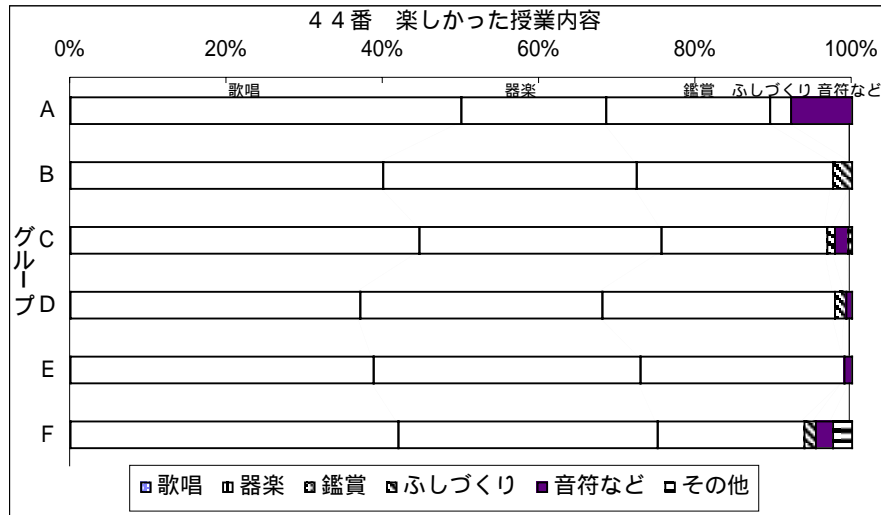 44番 楽しかった授業内容
0% 20% 40% 60% 80% 100%
歌唱 器楽 鑑賞 ふしづくり 音符など
グループ
A
B
C
D
E
F
歌唱 器楽 鑑賞 ふしづくり 音符など その他